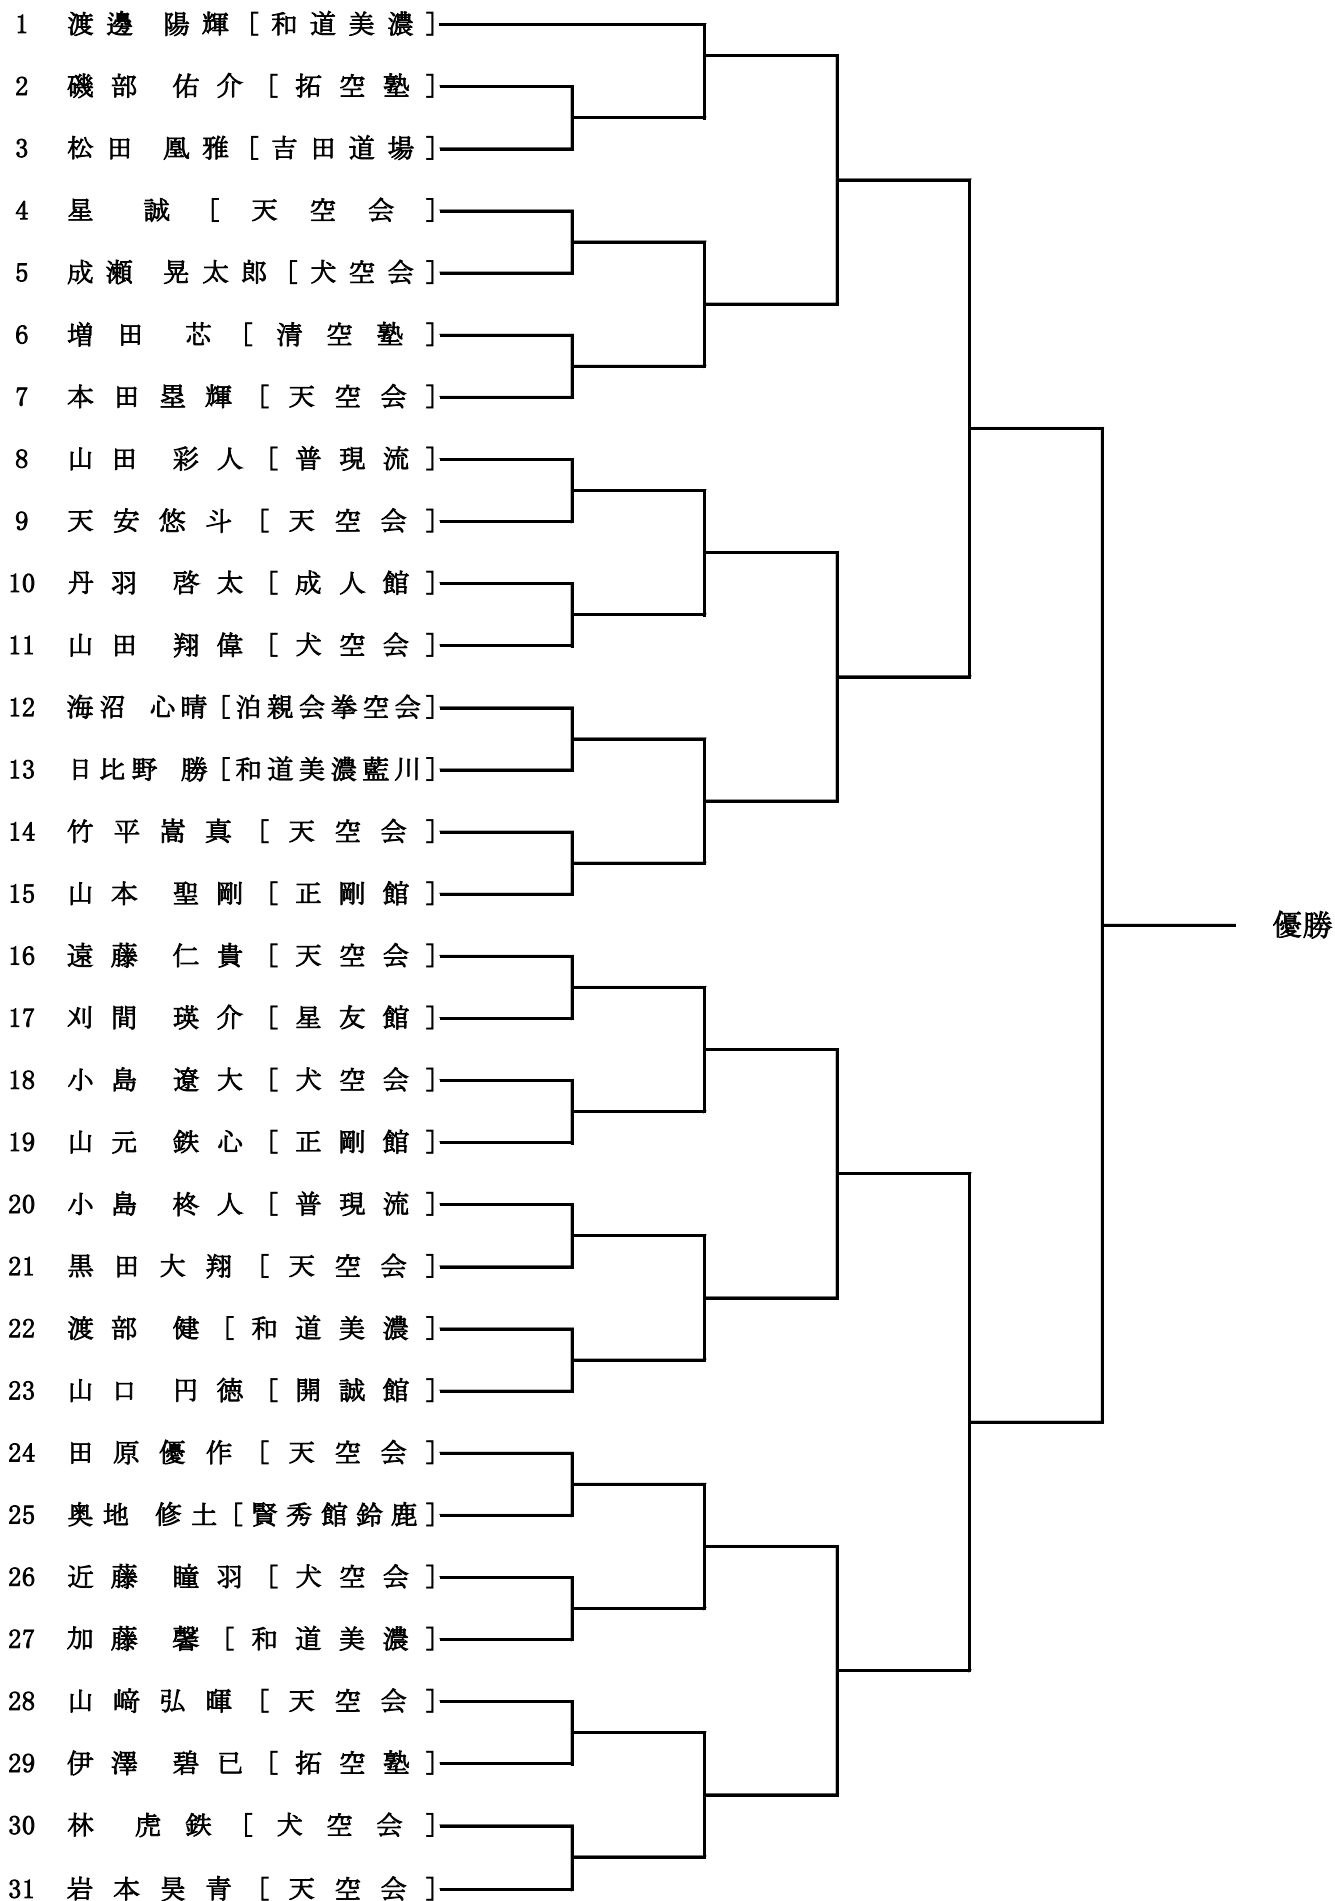 1 渡邊 陽輝 [和道美濃]
2 磯部 佑介 [拓空塾]
3 松田 凰雅 [吉田道場]
4 星 誠 [天空会]
5 成瀬 晃太郎 [犬空会]
6 増田 芯 [清空塾]
7 本田塁輝 [天空会]
8 山田 彩人 [普現流]
9 天安悠斗 [天空会]
10 丹羽 啓太 [成人館]
11 山田 翔偉 [犬空会]
12 海沼 心晴 [泊親会拳空会]
13 日比野 勝 [和道美濃藍川]
14 竹平嵩真 [天空会]
15 山本 聖剛 [正剛館]
優勝
16 遠藤 仁貴 [天空会]
17 刈間 瑛介 [星友館]
18 小島 遼大 [犬空会]
19 山元 鉄心 [正剛館]
20 小島 柊人 [普現流]
21 黒田大翔 [天空会]
22 渡部 健 [和道美濃]
23 山口 円徳 [開誠館]
24 田原優作 [天空会]
25 奥地 修土 [賢秀館鈴鹿]
26 近藤 瞳羽 [犬空会]
27 加藤 馨 [和道美濃]
28 山﨑弘暉 [天空会]
29 伊澤 碧已 [拓空塾]
30 林 虎鉄 [犬空会]
31 岩本昊青 [天空会]